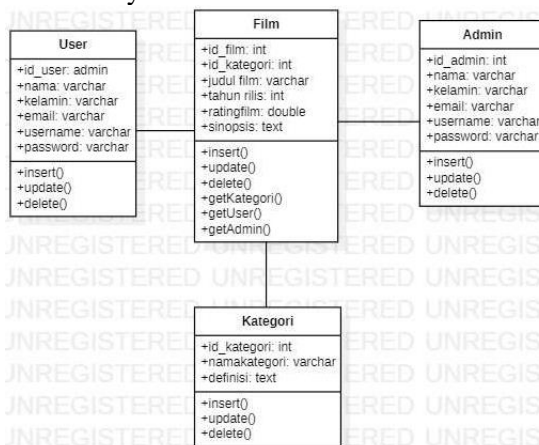 User
+id_user: admin
+nama: varchar
+kelamin: varchar
+email: varchar
+username: varchar
+password: varchar
+insert()
+update()
+delete()
Film
+id_film: int
+id_kategori: int
+judul film: varchar
+tahun rilis: int
+ratingfilm: double
+sinopsis: text
+insert()
+update()
+delete()
+getKategori()
+getUser()
+getAdmin()
Admin
+id_admin: int
+nama: varchar
+kelamin: varchar
+email: varchar
+username: varchar
+password: varchar
+insert()
+update()
+delete()
Kategori
+id_kategori: int
+namakategori: varchar
+definisi: text
+insert()
+update()
+delete()
UNREGISTERED UNREGISTERED UNREGIS